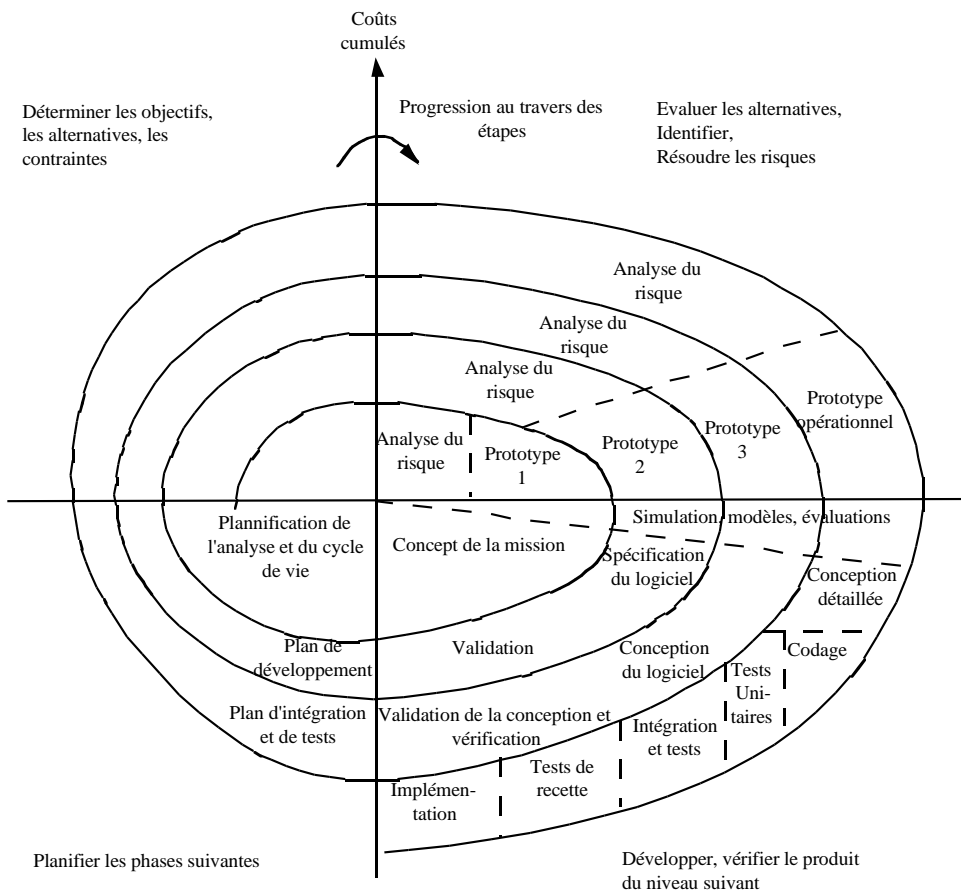 Coûts
cumulés
Déterminer les objectifs,
les alternatives, les
contraintes
Progression au travers des
étapes
Evaluer les alternatives,
Identifier,
Résoudre les risques
Analyse du
risque
Analyse du
risque
Analyse du
risque
Analyse du
risque
Prototype
1
Prototype
2
Prototype
3
Prototype
opérationnel
Plannification de
l'analyse et du cycle
de vie
Concept de la mission
Simulation, modèles, évaluations
Spécification
du logiciel
Conception
détaillée
Plan de
développement
Validation
Conception
du logiciel
Codage
Tests
Uni-
taires
Plan d'intégration
et de tests
Validation de la conception et
vérification
Intégration
et tests
Implémen-
tation
Tests de
recette
Planifier les phases suivantes
Développer, vérifier le produit
du niveau suivant